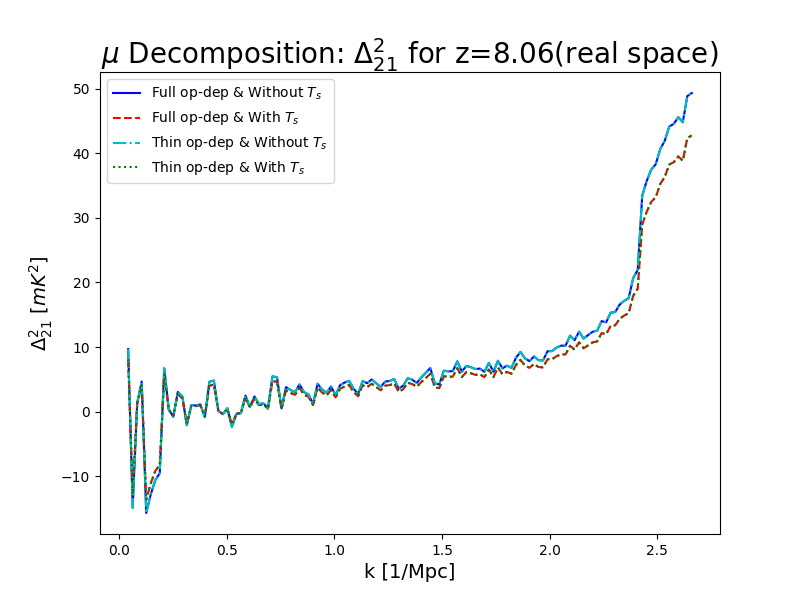 μ Decomposition: Δ²₂₁ for z=8.06(real space)
Full op-dep & Without Tₛ
Full op-dep & With Tₛ
Thin op-dep & Without Tₛ
Thin op-dep & With Tₛ
50
40
30
20
10
0
−10
Δ²₂₁ [mK²]
0.0 0.5 1.0 1.5 2.0 2.5
k [1/Mpc]